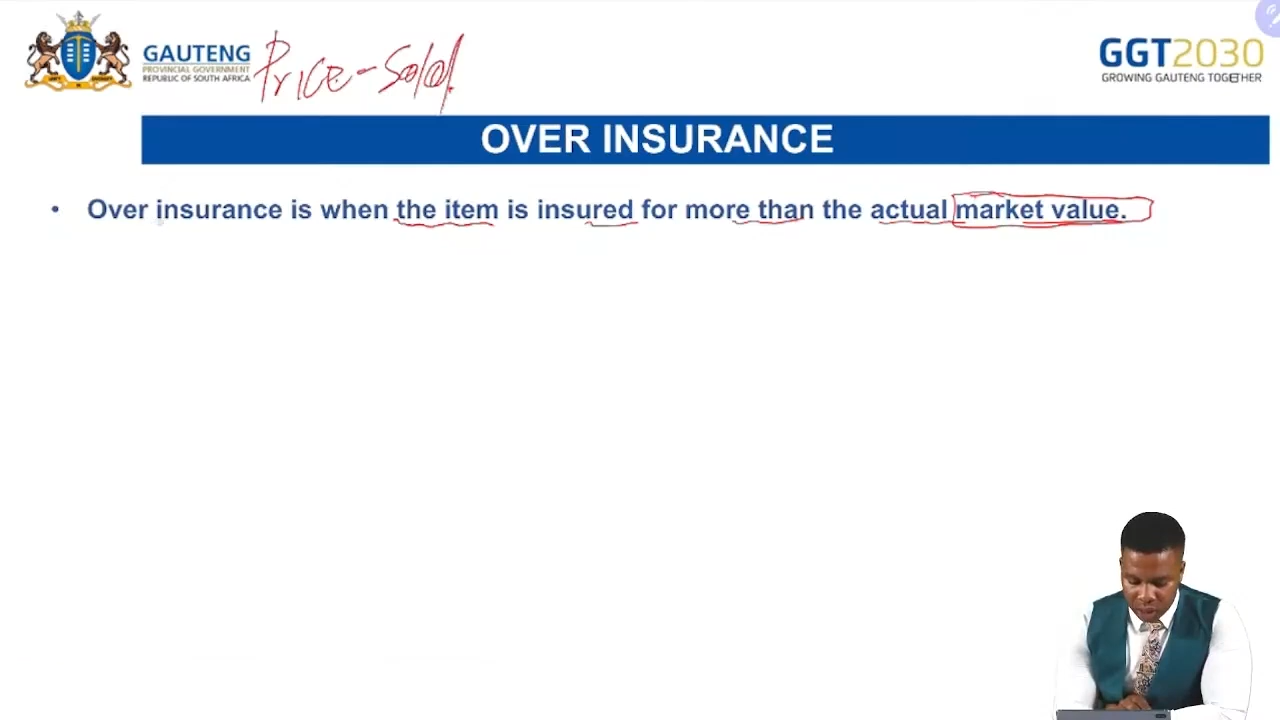 GAUTENG
PROVINCIAL GOVERNMENT
REPUBLIC OF SOUTH AFRICA
Price - Sold
GGT2030
GROWING GAUTENG TOGETHER
OVER INSURANCE
• Over insurance is when the item is insured for more than the actual market value.